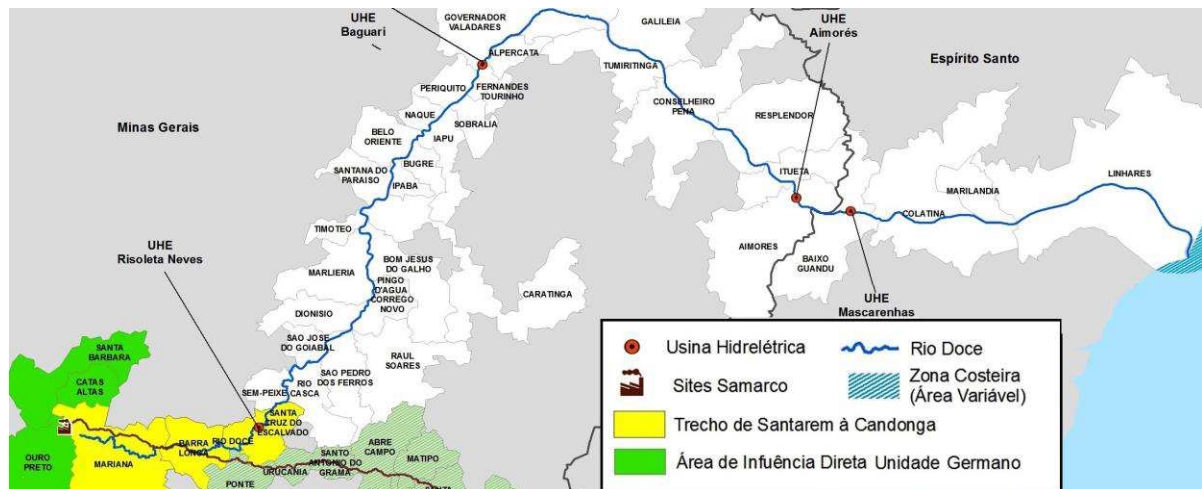 UHE
Baguari
GOVERNADOR
VALADARES
GALILEIA
UHE
Aimorés
ALPERCATA
TUMIRITINGA
Espírito Santo
PERIQUITO
FERNANDES
TOURINHO
CONSELHEIRO
PENA
NAQUE
SOBRALIA
RESPLENDOR
Minas Gerais
BELO
ORIENTE
IAPU
BUGRE
SANTANA DO
PARAISO
IPABA
ITUETA
LINHARES
MARILANDIA
COLATINA
TIMOTEO
UHE
Risoleta Neves
AIMORES
BAIXO
GUANDU
BOM JESUS
DO GALHO
MARLIERIA
PINGO
D'AGUA
CORREGO
NOVO
CARATINGA
UHE
Mascarenhas
DIONISIO
SAO JOSE
DO GOIABAL
SANTA
BARBARA
RAUL
SOARES
SAO PEDRO
DOS FERROS
CATAS
ALTAS
SEM-PEIXE
RIO
CASCA
SANTA
CRUZ DO
ESCALVADO
BARRA
LONGA
RIO DOCE
OURO
PRETO
MARIANA
ABRE
CAMPO
MATIPO
SANTO
ANTONIO DO
GRAMA
URUCANIA
PONTE
SANTA
Usina Hidrelétrica
Rio Doce
Sites Samarco
Zona Costeira
(Área Variável)
Trecho de Santarem à Candonga
Área de Infuência Direta Unidade Germano